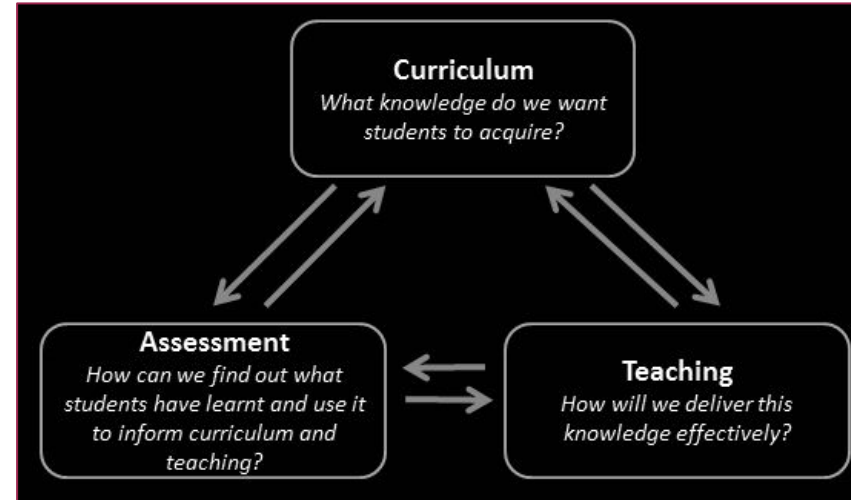 Curriculum
What knowledge do we want
students to acquire?
Assessment
How can we find out what
students have learnt and use it
to inform curriculum and
teaching?
Teaching
How will we deliver this
knowledge effectively?